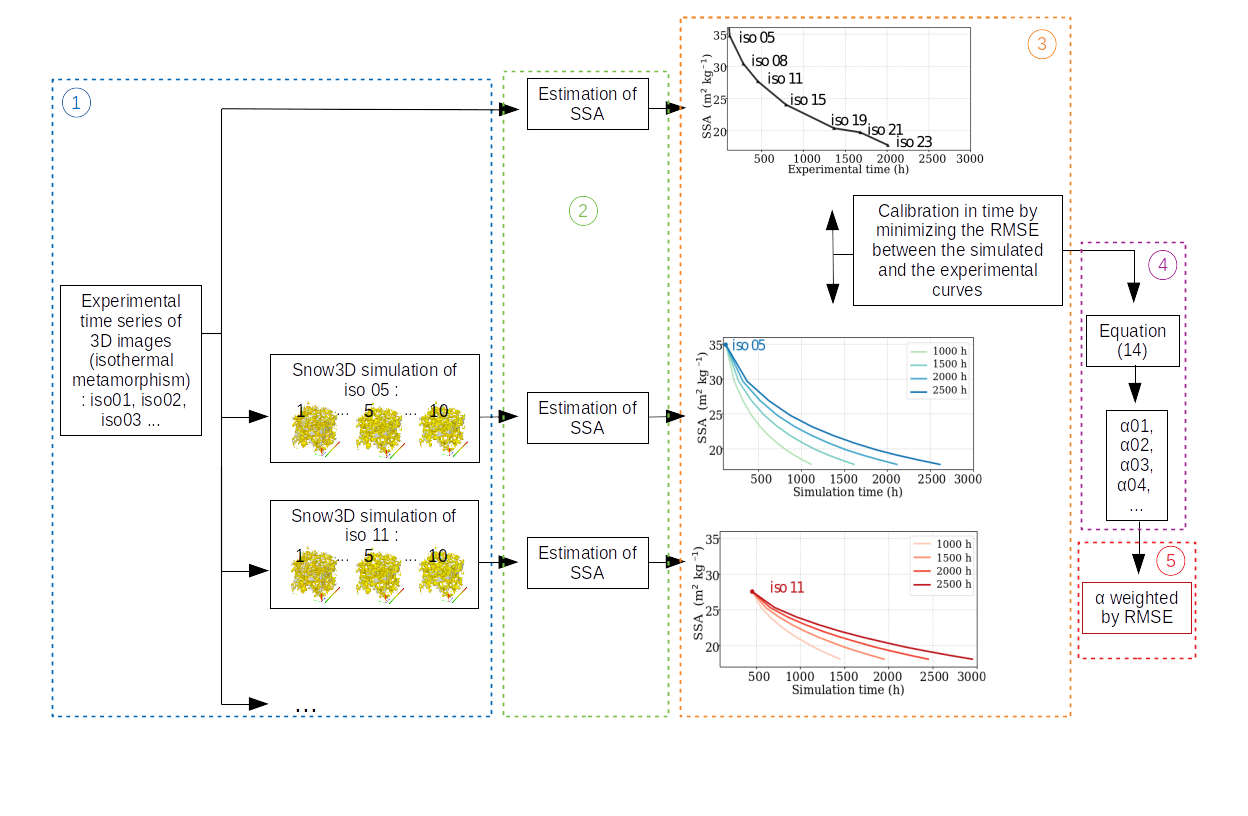 1
Experimental
time series of
3D images
(isothermal
metamorphism)
: iso01, iso02,
iso03 ...
Snow3D simulation of
iso 05 :
1 ... 5 ... 10
Snow3D simulation of
iso 11 :
1 ... 5 ... 10
...
2
Estimation of
SSA
Estimation of
SSA
Estimation of
SSA
3
35
30
25
20
SSA (m² kg⁻¹)
iso 05
iso 08
iso 11
iso 15
iso 19
iso 21
iso 23
500 1000 1500 2000 2500 3000
Experimental time (h)
Calibration in time by
minimizing the RMSE
between the simulated
and the experimental
curves
35
30
25
20
SSA (m² kg⁻¹)
iso 05
1000 h
1500 h
2000 h
2500 h
500 1000 1500 2000 2500 3000
Simulation time (h)
35
30
25
20
SSA (m² kg⁻¹)
iso 11
1000 h
1500 h
2000 h
2500 h
500 1000 1500 2000 2500 3000
Simulation time (h)
4
Equation
(14)
α01,
α02,
α03,
α04,
...
5
α weighted
by RMSE